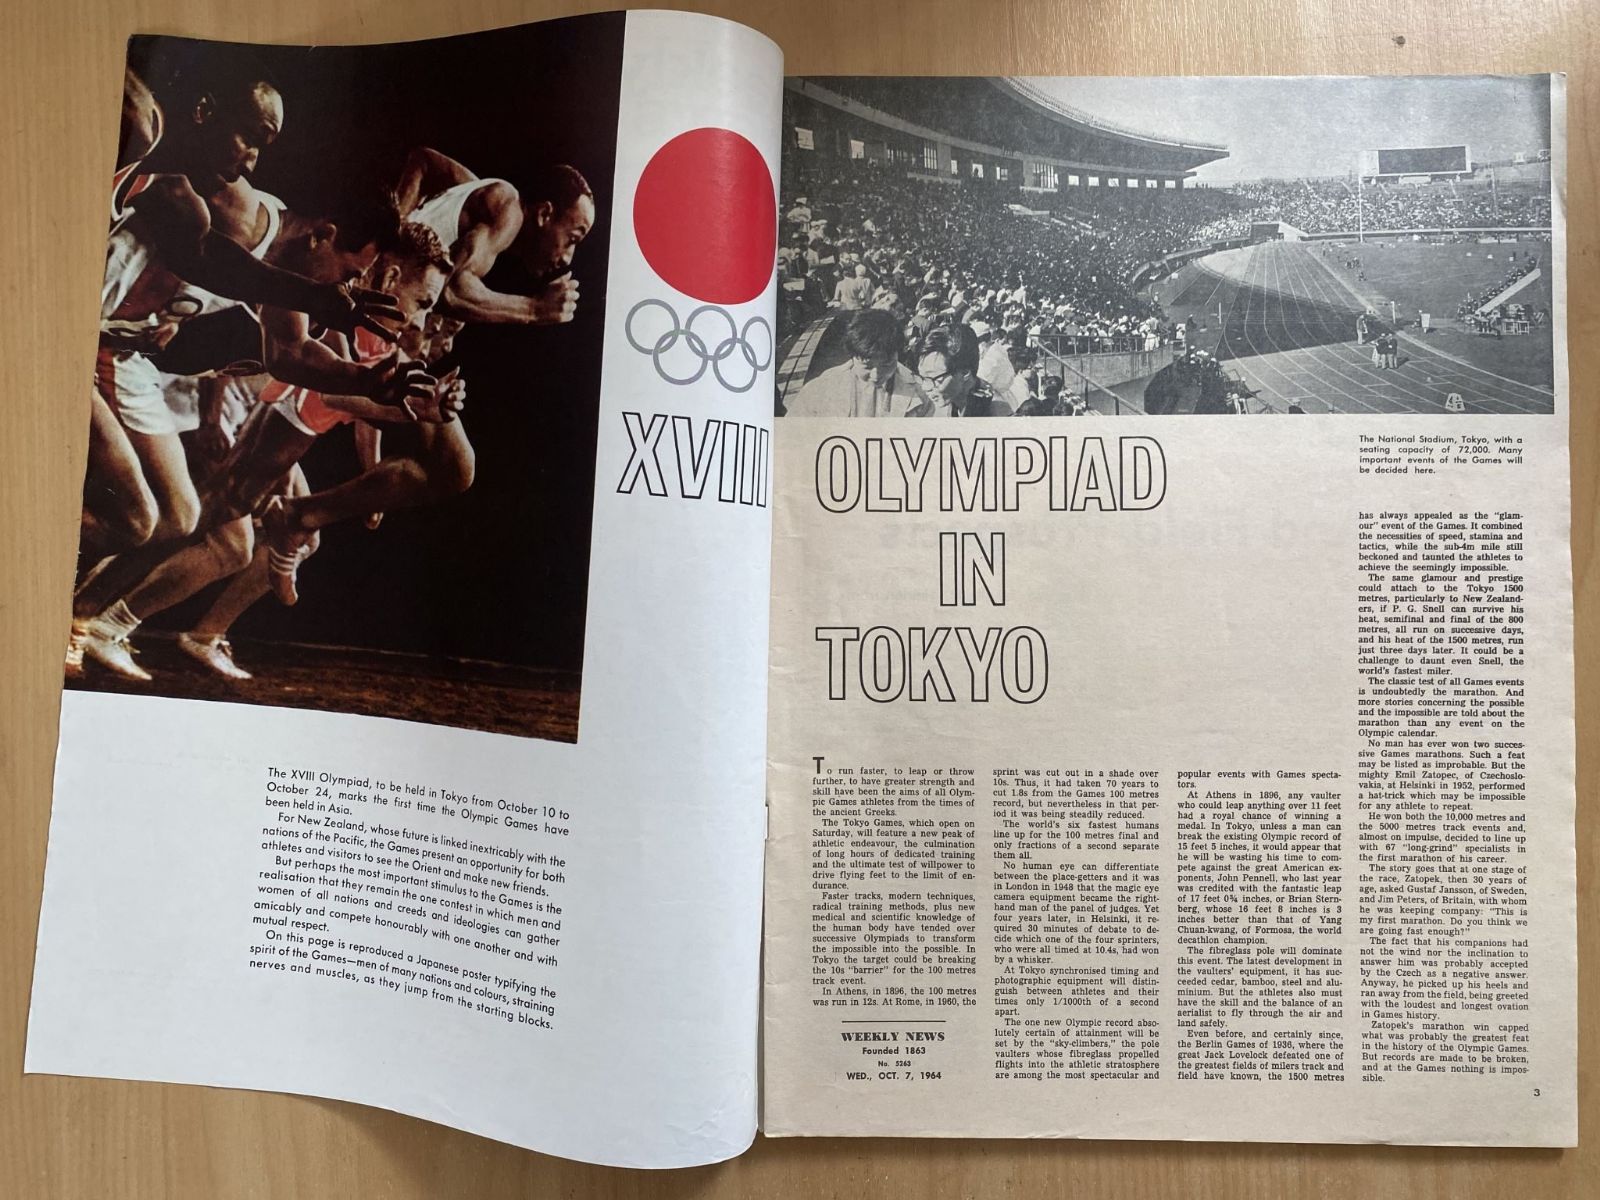 XVIII
The XVIII Olympiad, to be held in Tokyo from October 10 to
October 24, marks the first time the Olympic Games have
been held in Asia.
For New Zealand, whose future is linked inextricably with the
nations of the Pacific, the Games present an opportunity for both
athletes and visitors to see the Orient and make new friends.
But perhaps the most important stimulus to the Games is the
realisation that they remain the one contest in which men and
women of all nations and creeds and ideologies can gather
amicably and compete honourably with one another and with
mutual respect.
On this page is reproduced a Japanese poster typifying the
spirit of the Games—men of many nations and colours, straining
nerves and muscles, as they jump from the starting blocks.
OLYMPIAD
IN
TOKYO
The National Stadium, Tokyo, with a
seating capacity of 72,000. Many
important events of the Games will
be decided here.
To run faster, to leap or throw
further, to have greater strength and
skill have been the aims of all Olym-
pic Games athletes from the times of
the ancient Greeks.
The Tokyo Games, which open on
Saturday, will feature a new peak of
athletic endeavour, the culmination
of long hours of dedicated training
and the ultimate test of willpower to
drive flying feet to the limit of en-
durance.
Faster tracks, modern techniques,
radical training methods, plus new
medical and scientific knowledge of
the human body have tended over
successive Olympiads to transform
the impossible into the possible. In
Tokyo the target could be breaking
the 10s "barrier" for the 100 metres
track event.
In Athens, in 1896, the 100 metres
was run in 12s. At Rome, in 1960, the
WEEKLY NEWS
Founded 1863
No. 5263
WED., OCT. 7, 1964
sprint was cut out in a shade over
10s. Thus, it had taken 70 years to
cut 1.8s from the Games 100 metres
record, but nevertheless in that per-
iod it was being steadily reduced.
The world's six fastest humans
line up for the 100 metres final and
only fractions of a second separate
them all.
No human eye can differentiate
between the place-getters and it was
in London in 1948 that the magic eye
camera equipment became the right-
hand man of the panel of judges. Yet
four years later, in Helsinki, it re-
quired 30 minutes of debate to de-
cide which one of the four sprinters,
who were all timed at 10.4s, had won
by a whisker.
At Tokyo synchronised timing and
photographic equipment will distin-
guish between athletes and their
times only 1/1000th of a second
apart.
The one new Olympic record abso-
lutely certain of attainment will be
set by the "sky-climbers," the pole
vaulters whose fibreglass propelled
flights into the athletic stratosphere
are among the most spectacular and
popular events with Games specta-
tors.
At Athens in 1896, any vaulter
who could leap anything over 11 feet
had a royal chance of winning a
medal. In Tokyo, unless a man can
break the existing Olympic record of
15 feet 5 inches, it would appear that
he will be wasting his time to com-
pete against the great American ex-
ponents, John Pennell, who last year
was credited with the fantastic leap
of 17 feet 0¾ inches, or Brian Stern-
berg, whose 16 feet 8 inches is 3
inches better than that of Yang
Chuan-kwang, of Formosa, the world
decathlon champion.
The fibreglass pole will dominate
this event. The latest development in
the vaulters' equipment, it has suc-
ceeded cedar, bamboo, steel and alu-
minium. But the athletes also must
have the skill and the balance of an
aerialist to fly through the air and
land safely.
Even before, and certainly since,
the Berlin Games of 1936, where the
great Jack Lovelock defeated one of
the greatest fields of milers track and
field have known, the 1500 metres
has always appealed as the "glam-
our" event of the Games. It combined
the necessities of speed, stamina and
tactics, while the sub-4m mile still
beckoned and taunted the athletes to
achieve the seemingly impossible.
The same glamour and prestige
could attach to the Tokyo 1500
metres, particularly to New Zealand-
ers, if P. G. Snell can survive his
heat, semifinal and final of the 800
metres, all run on successive days,
and his heat of the 1500 metres, run
just three days later. It could be a
challenge to daunt even Snell, the
world's fastest miler.
The classic test of all Games events
is undoubtedly the marathon. And
more stories concerning the possible
and the impossible are told about the
marathon than any event on the
Olympic calendar.
No man has ever won two succes-
sive Games marathons. Such a feat
may be listed as improbable. But the
mighty Emil Zatopec, of Czechoslo-
vakia, at Helsinki in 1952, performed
a hat-trick which may be impossible
for any athlete to repeat.
He won both the 10,000 metres and
the 5000 metres track events and,
almost on impulse, decided to line up
with 67 "long-grind" specialists in
the first marathon of his career.
The story goes that at one stage of
the race, Zatopek, then 30 years of
age, asked Gustaf Jansson, of Sweden,
and Jim Peters, of Britain, with whom
he was keeping company: "This is
my first marathon. Do you think we
are going fast enough?"
The fact that his companions had
not the wind nor the inclination to
answer him was probably accepted
by the Czech as a negative answer.
Anyway, he picked up his heels and
ran away from the field, being greeted
with the loudest and longest ovation
in Games history.
Zatopek's marathon win capped
what was probably the greatest feat
in the history of the Olympic Games.
But records are made to be broken,
and at the Games nothing is impos-
sible.
3